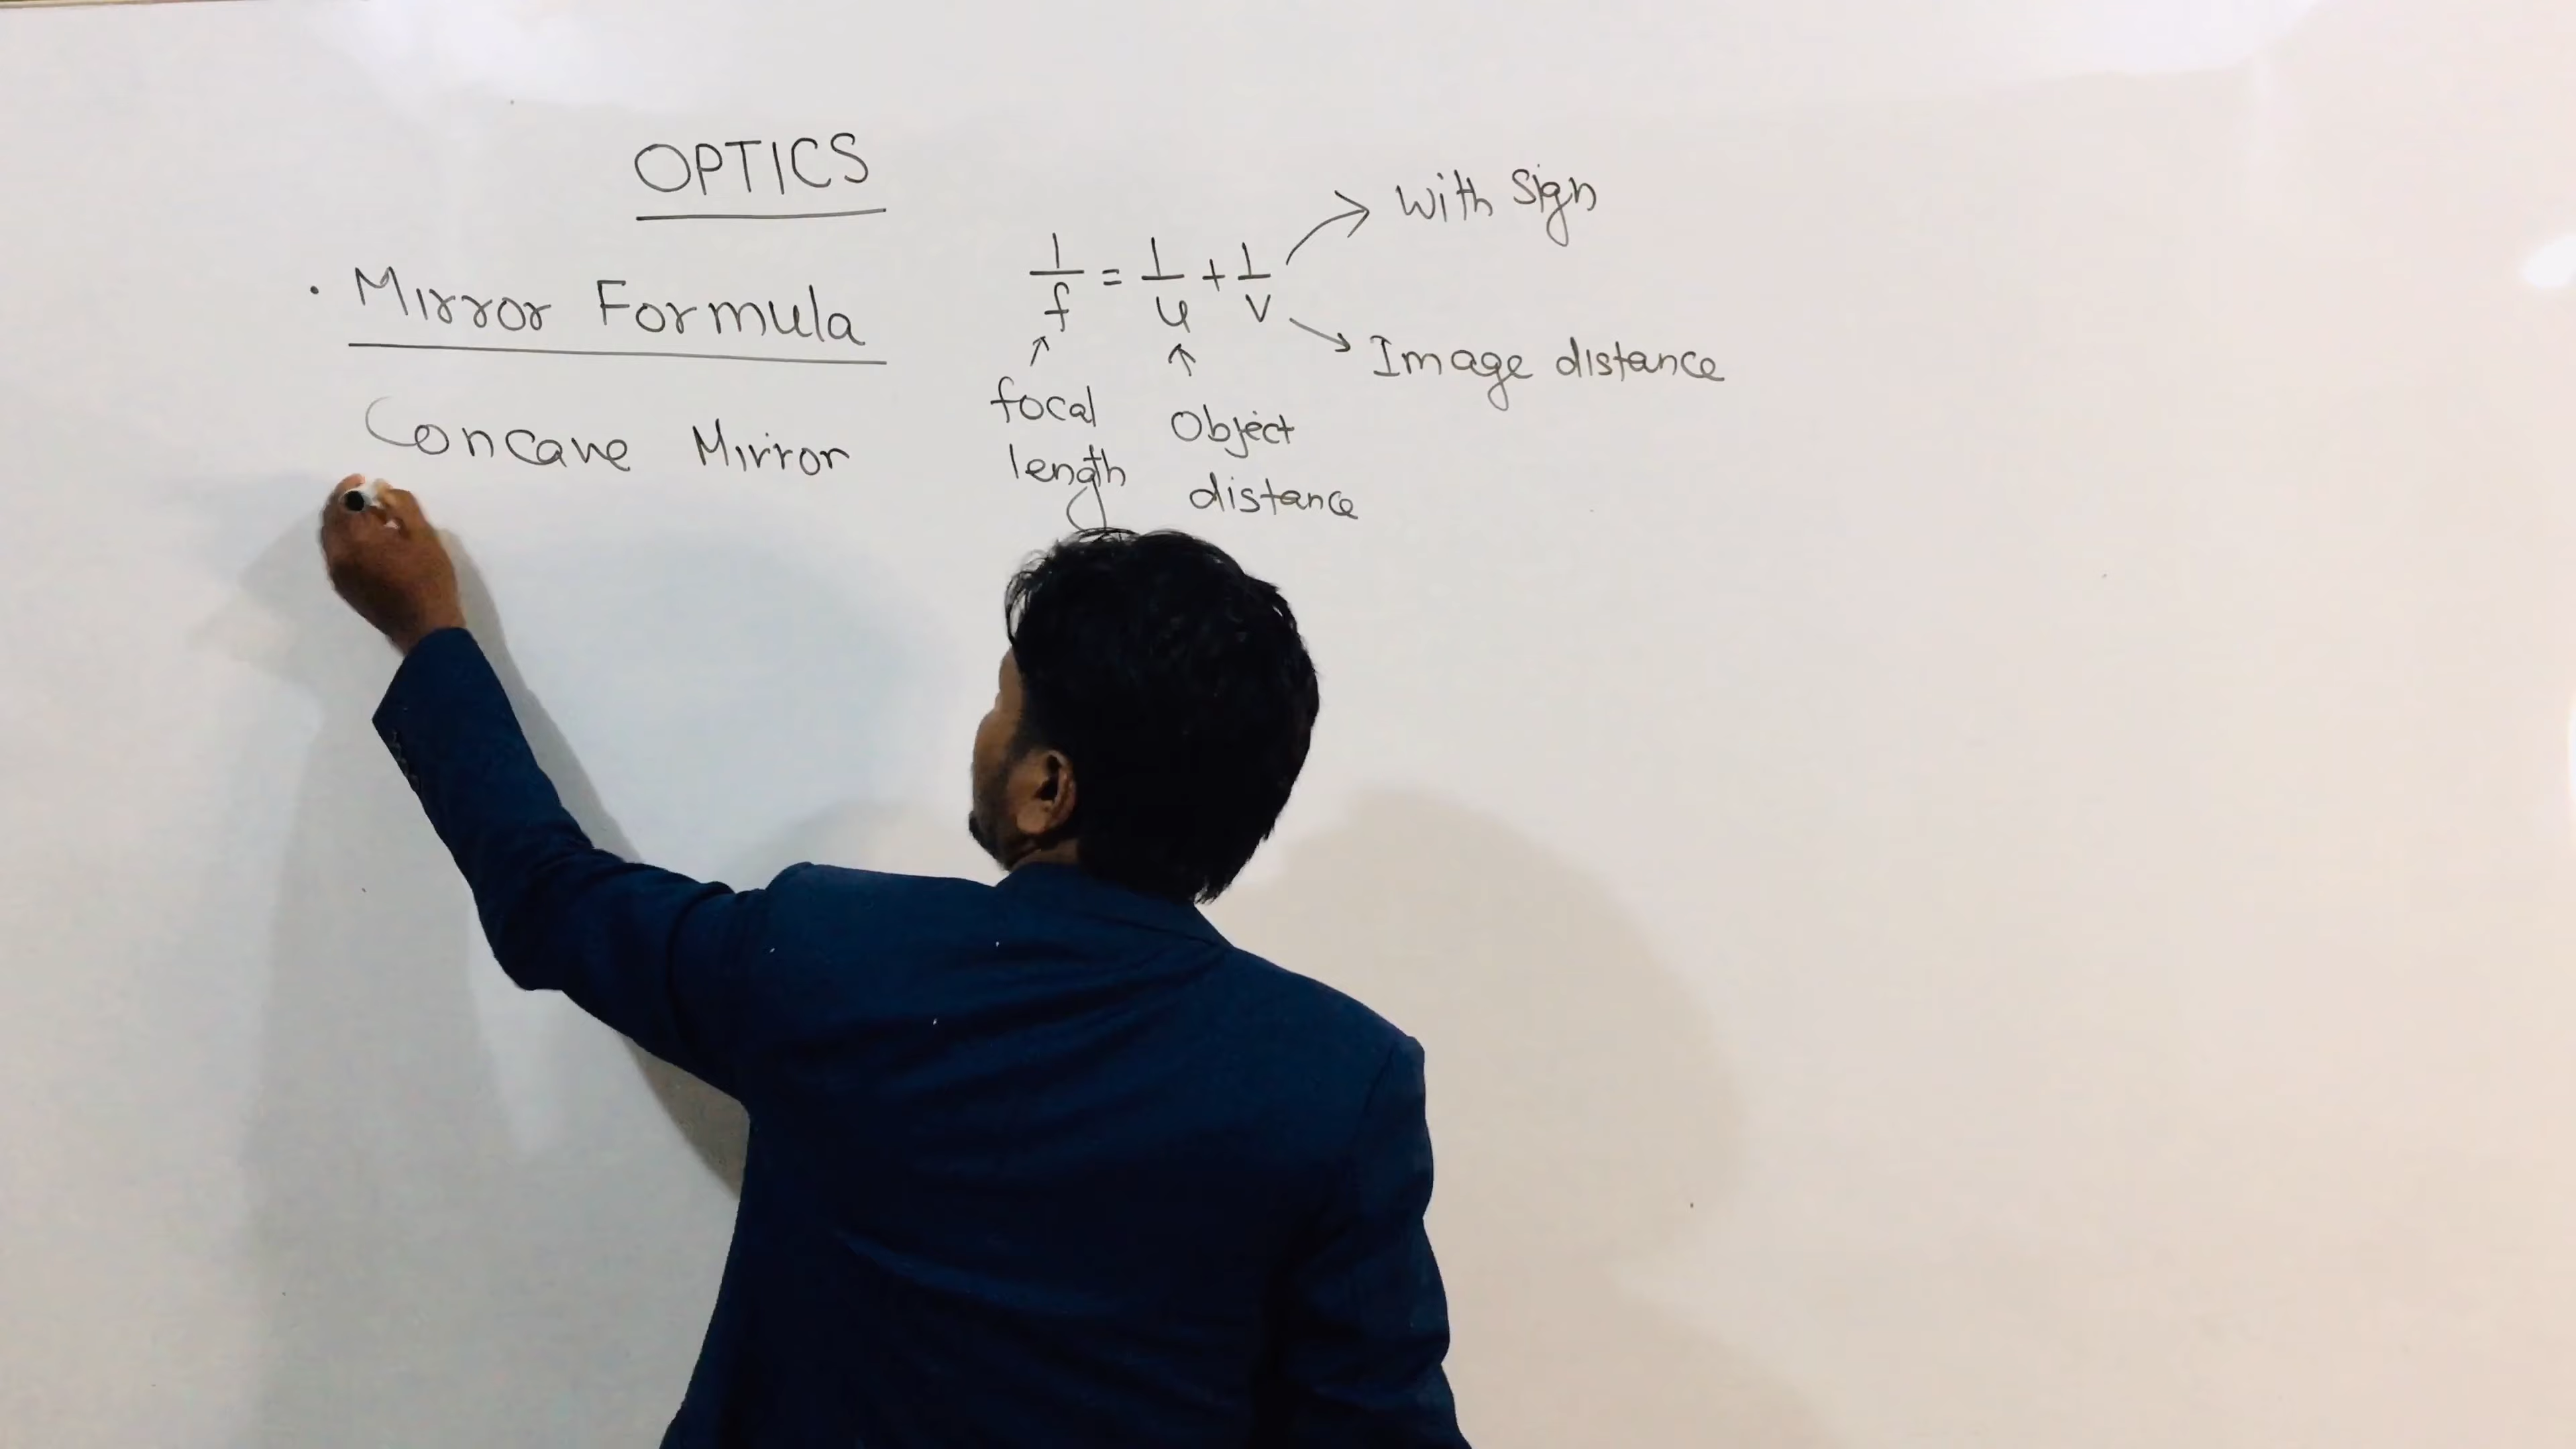 OPTICS
· Mirror Formula
1/f = 1/u + 1/v
With Sign
Image distance
focal
length
Object
distance
Concave Mirror